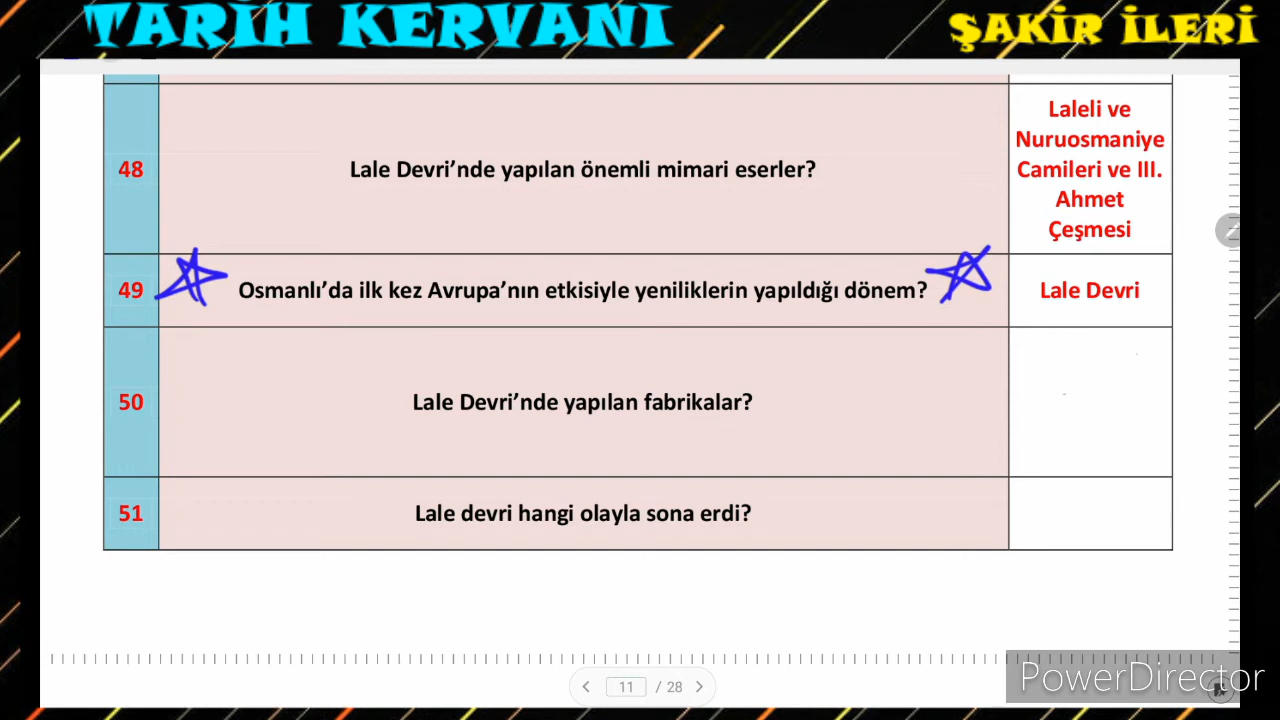 TARİH KERVANI
ŞAKİR İLERİ
48
Lale Devri’nde yapılan önemli mimari eserler?
Laleli ve
Nuruosmaniye
Camileri ve III.
Ahmet
Çeşmesi
49
Osmanlı’da ilk kez Avrupa’nın etkisiyle yeniliklerin yapıldığı dönem?
Lale Devri
50
Lale Devri’nde yapılan fabrikalar?
51
Lale devri hangi olayla sona erdi?
11 / 28
PowerDirector